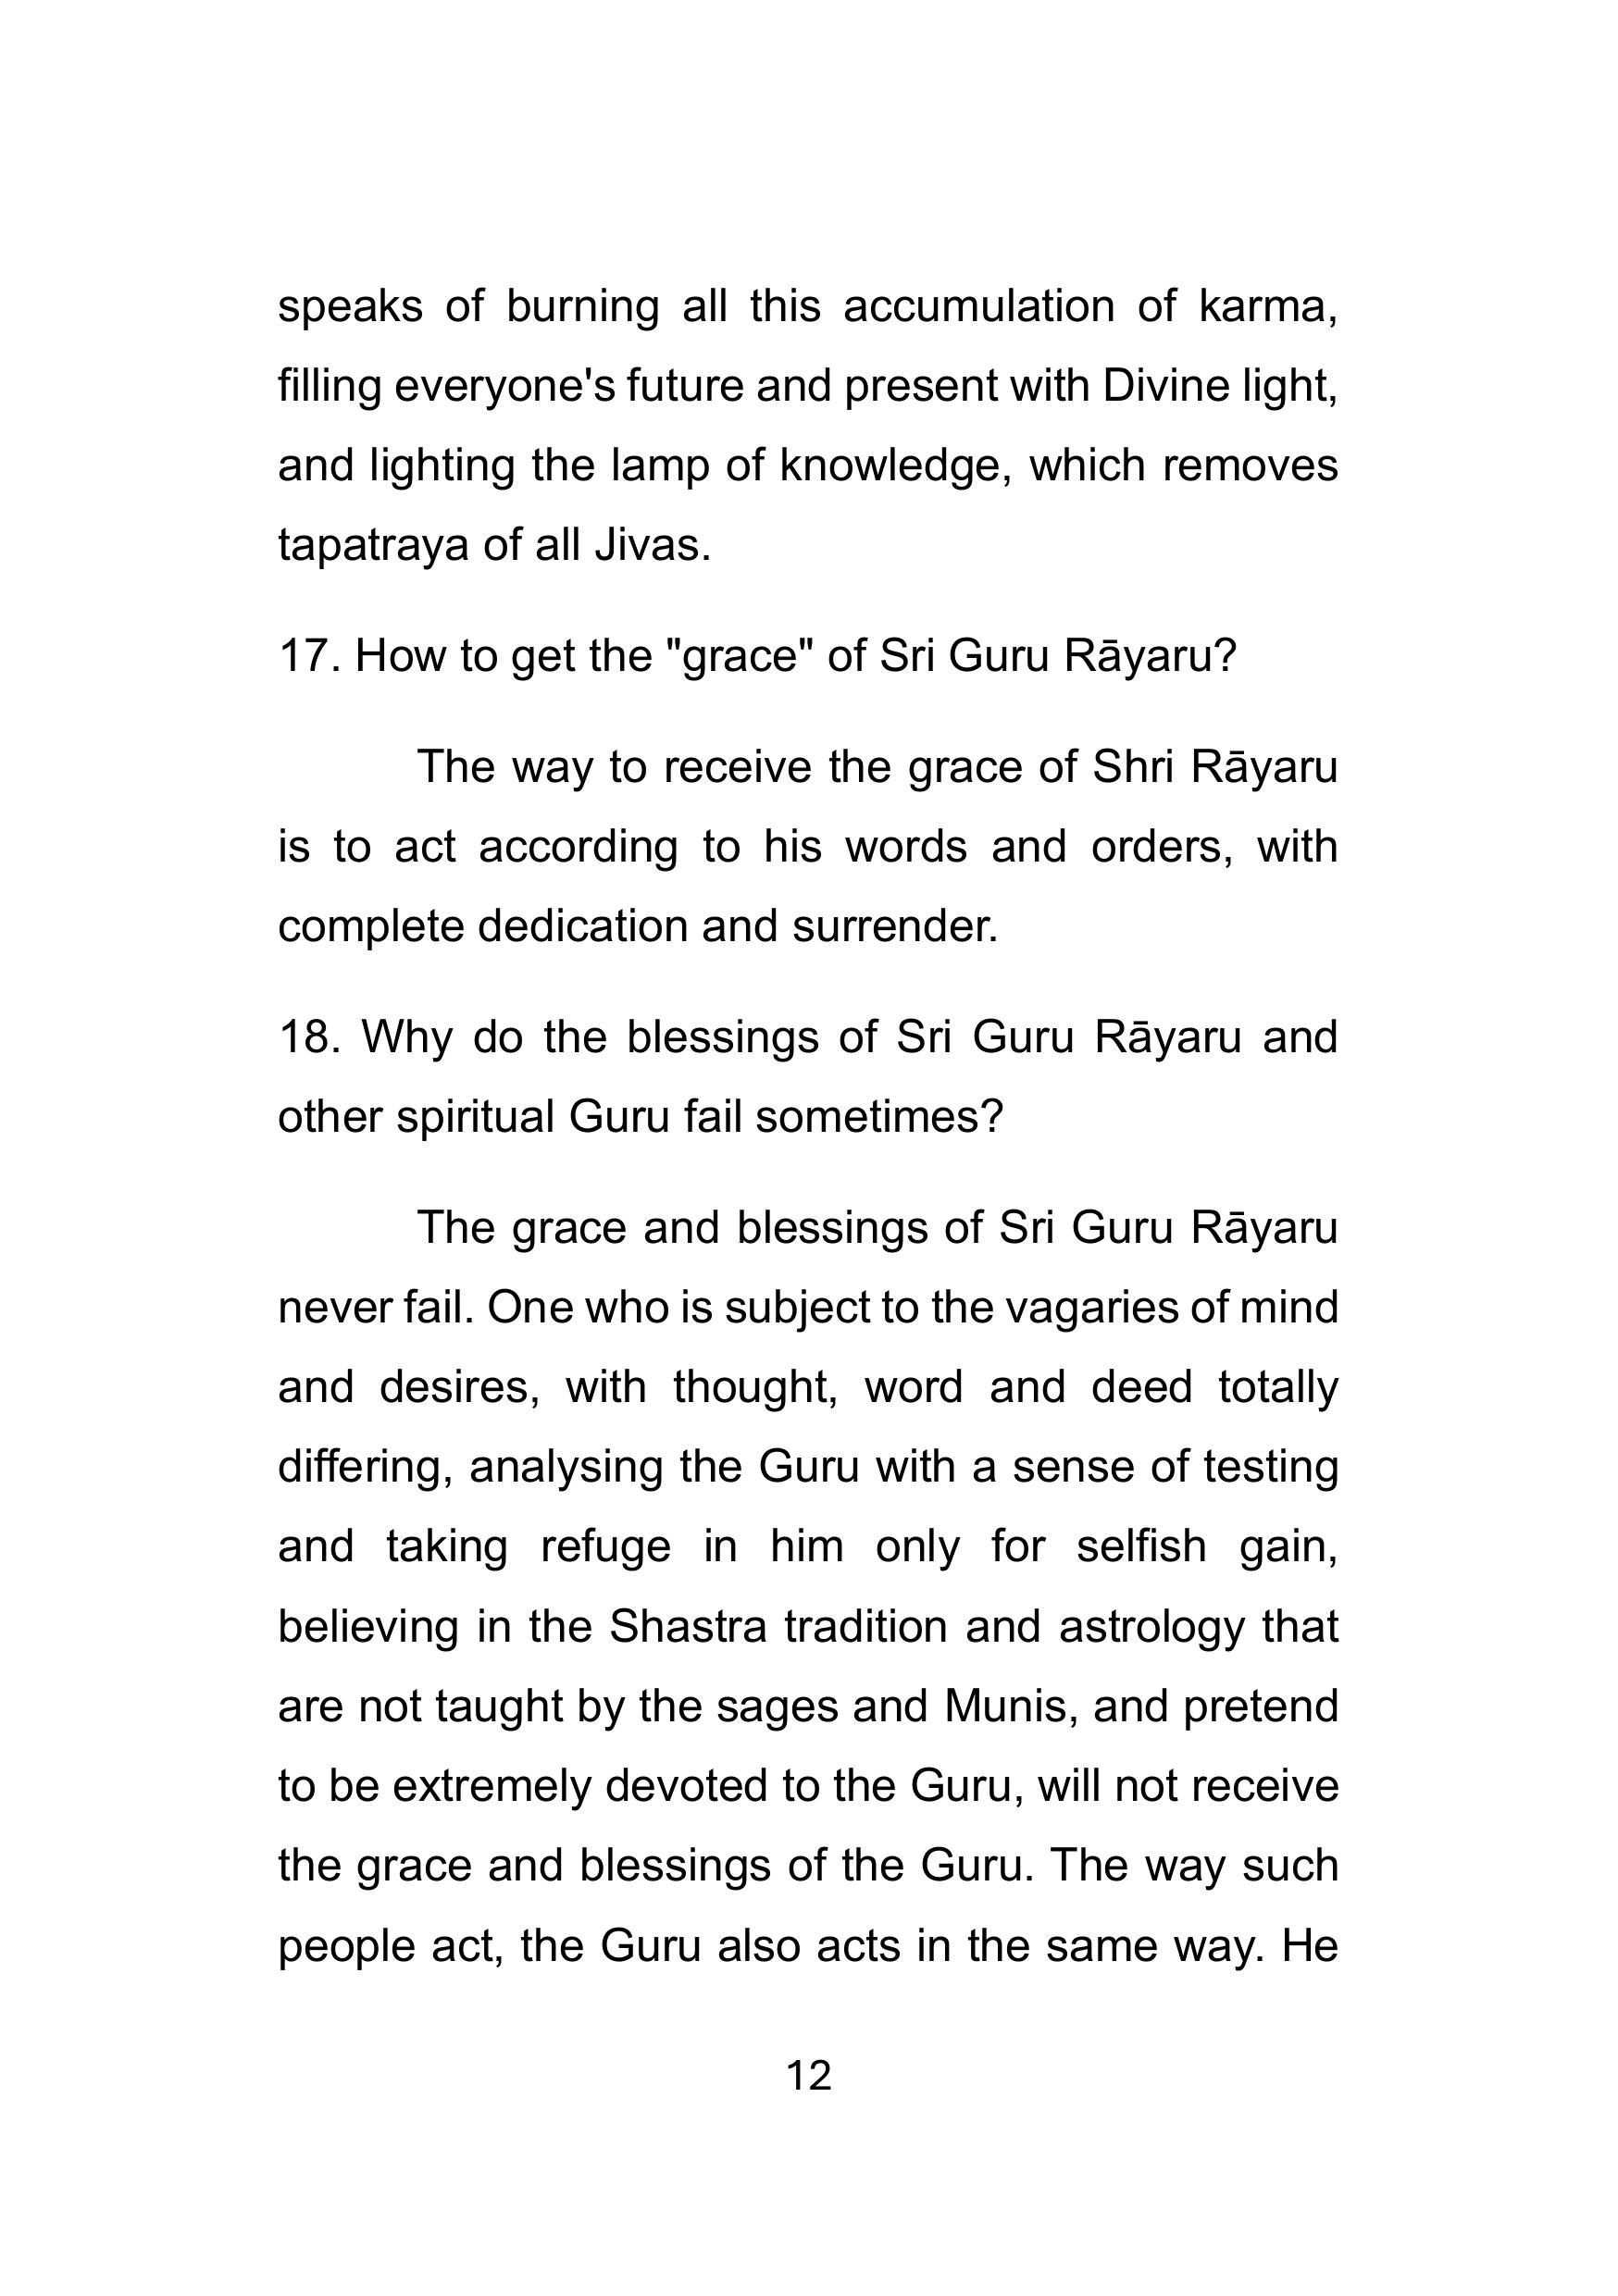 speaks of burning all this accumulation of karma,
filling everyone's future and present with Divine light,
and lighting the lamp of knowledge, which removes
tapatraya of all Jivas.
17. How to get the "grace" of Sri Guru Rāyaru?
The way to receive the grace of Shri Rāyaru
is to act according to his words and orders, with
complete dedication and surrender.
18. Why do the blessings of Sri Guru Rāyaru and
other spiritual Guru fail sometimes?
The grace and blessings of Sri Guru Rāyaru
never fail. One who is subject to the vagaries of mind
and desires, with thought, word and deed totally
differing, analysing the Guru with a sense of testing
and taking refuge in him only for selfish gain,
believing in the Shastra tradition and astrology that
are not taught by the sages and Munis, and pretend
to be extremely devoted to the Guru, will not receive
the grace and blessings of the Guru. The way such
people act, the Guru also acts in the same way. He
12